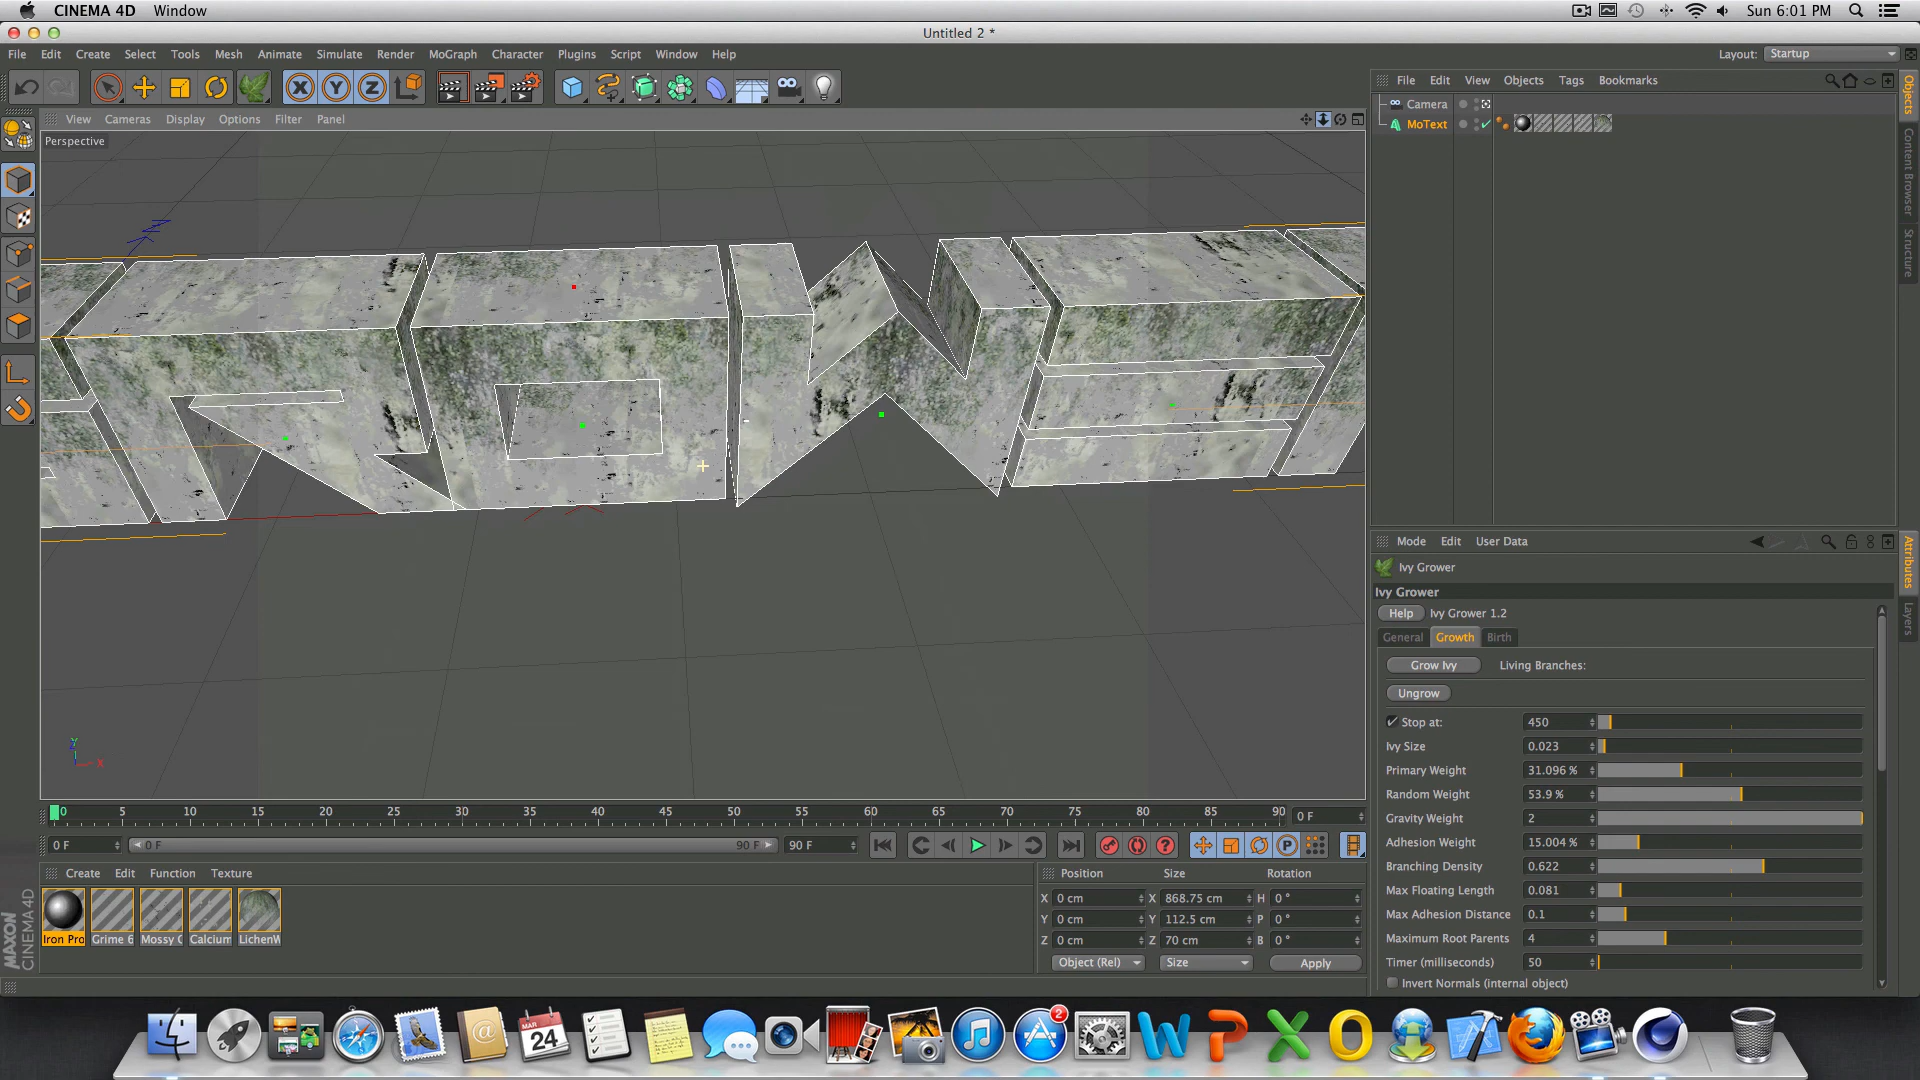 CINEMA 4D Window Sun 6:01 PM
Untitled 2 *
File Edit Create Select Tools Mesh Animate Simulate Render MoGraph Character Plugins Script Window Help Layout: Startup
File Edit View Objects Tags Bookmarks
Camera
MoText
View Cameras Display Options Filter Panel
Perspective
Objects
Content Browser
Structure
Mode Edit User Data
Ivy Grower
Ivy Grower
Help Ivy Grower 1.2
General Growth Birth
Grow Ivy Living Branches:
Ungrow
Stop at: 450
Ivy Size 0.023
Primary Weight 31.096 %
Random Weight 53.9 %
Gravity Weight 2
Adhesion Weight 15.004 %
Branching Density 0.622
Max Floating Length 0.081
Max Adhesion Distance 0.1
Maximum Root Parents 4
Timer (milliseconds) 50
Invert Normals (internal object)
Attributes
Layers
Y
X
0 5 10 15 20 25 30 35 40 45 50 55 60 65 70 75 80 85 90 0 F
0 F 0 F 90 F 90 F
Create Edit Function Texture
Iron Pro Grime 6 Mossy C Calcium LichenW
Position Size Rotation
X 0 cm X 868.75 cm H 0 °
Y 0 cm Y 112.5 cm P 0 °
Z 0 cm Z 70 cm B 0 °
Object (Rel) Size Apply
MAXON
CINEMA 4D
MAR
24
2